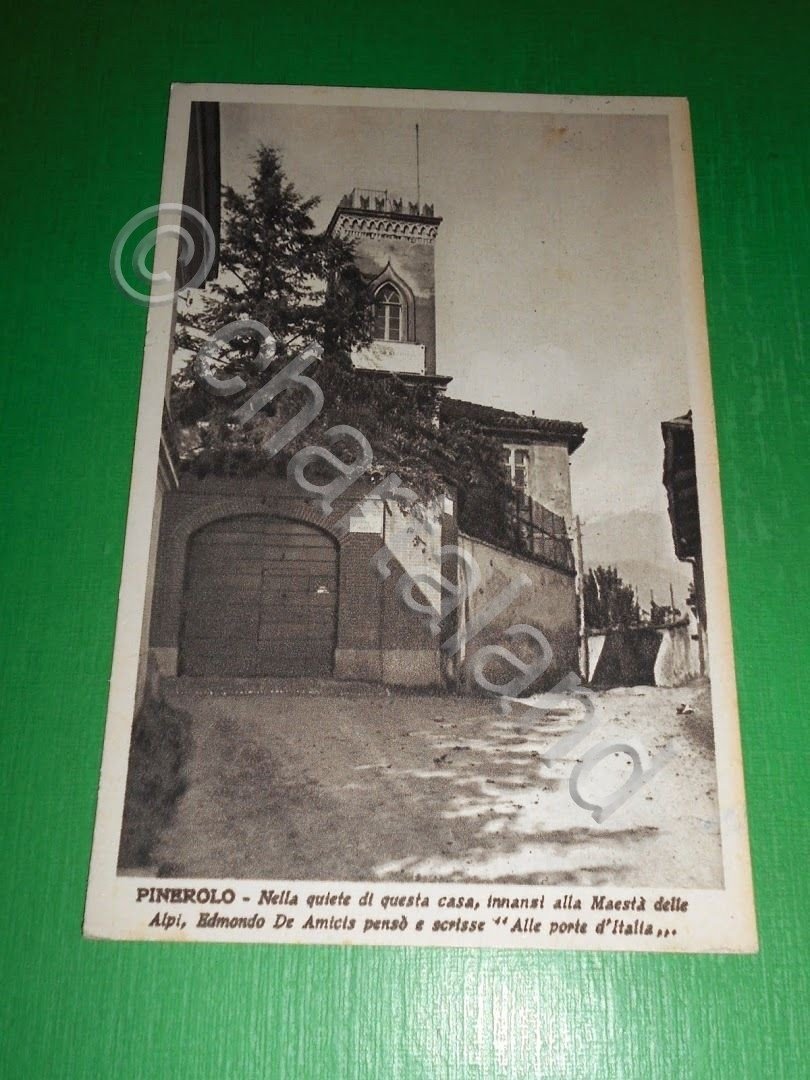 © chartaland
PINEROLO - Nella quiete di questa casa, innanzi alla Maestà delle
Alpi, Edmondo De Amicis pensò e scrisse " Alle porte d'Italia „.